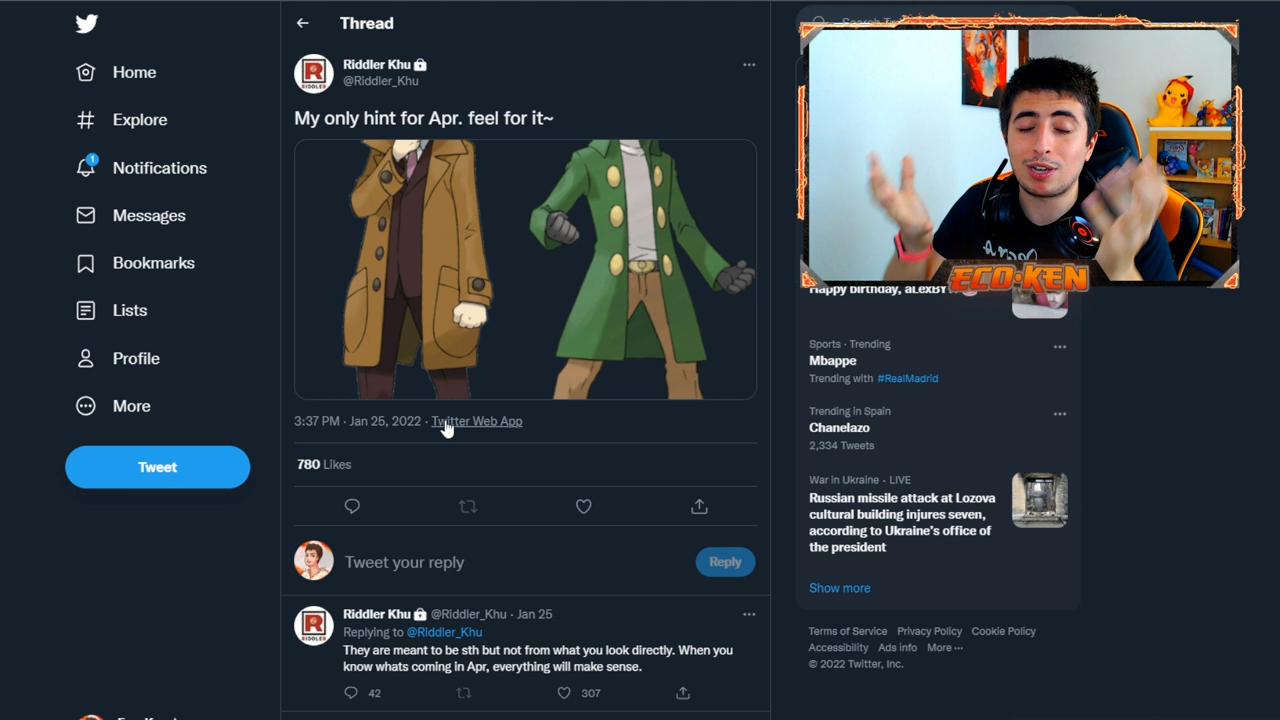 Home
Explore
1
Notifications
Messages
Bookmarks
Lists
Profile
More
Tweet
Thread
Riddler Khu
@Riddler_Khu
My only hint for Apr. feel for it~
3:37 PM · Jan 25, 2022 · Twitter Web App
780 Likes
Tweet your reply
Reply
Riddler Khu @Riddler_Khu · Jan 25
Replying to @Riddler_Khu
They are meant to be sth but not from what you look directly. When you
know whats coming in Apr, everything will make sense.
42
307
RIDDLER
RIDDLER
ECO·KEN
Happy birthday, aLexBY
Sports · Trending
Mbappe
Trending with #RealMadrid
Trending in Spain
Chanelazo
2,334 Tweets
War in Ukraine · LIVE
Russian missile attack at Lozova
cultural building injures seven,
according to Ukraine's office of
the president
Show more
Terms of Service Privacy Policy Cookie Policy
Accessibility Ads info More ···
© 2022 Twitter, Inc.